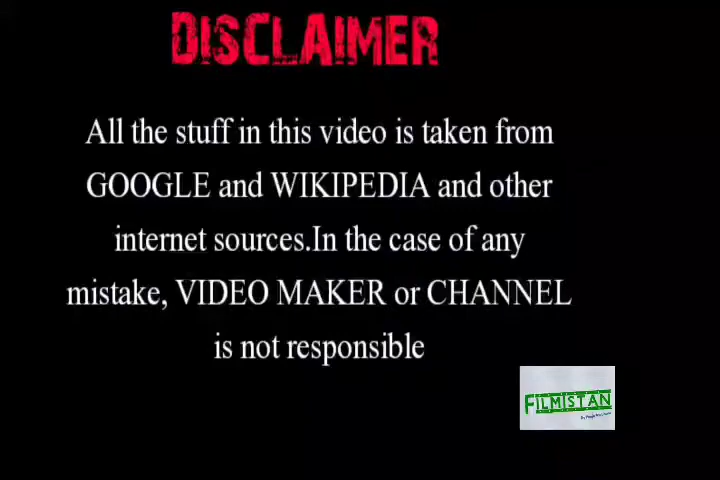 DISCLAIMER
All the stuff in this video is taken from
GOOGLE and WIKIPEDIA and other
internet sources.In the case of any
mistake, VIDEO MAKER or CHANNEL
is not responsible
FILMISTAN